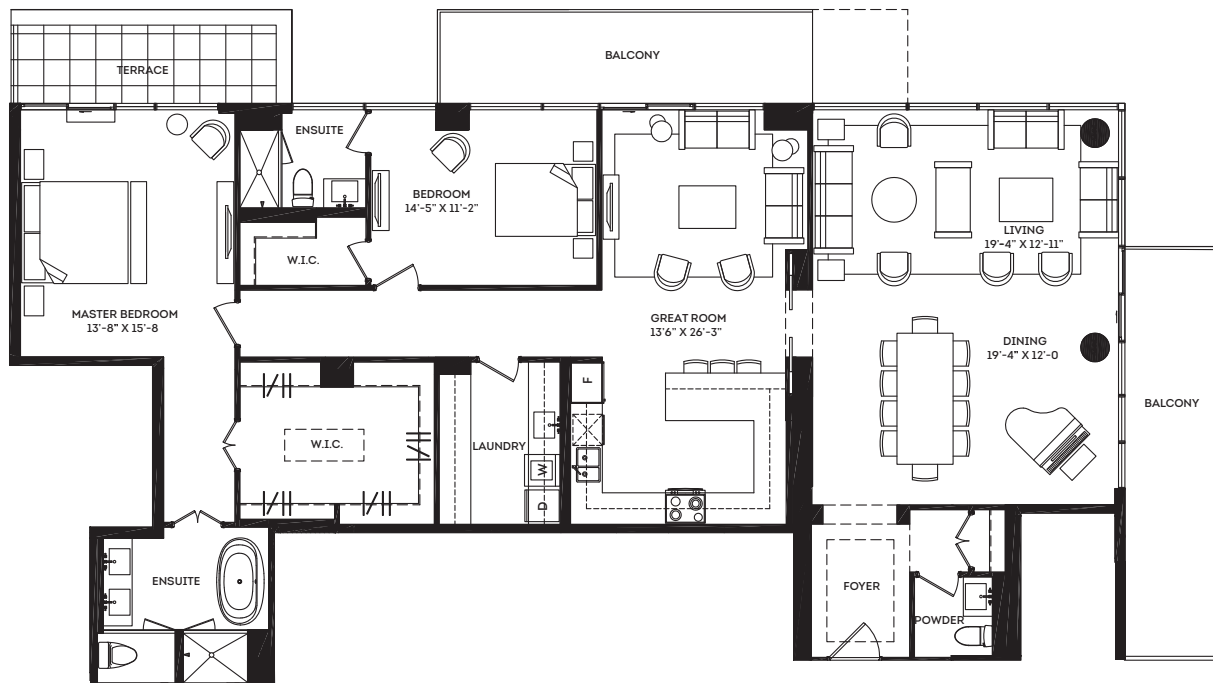 TERRACE
BALCONY
ENSUITE
BEDROOM
14'-5" X 11'-2"
W.I.C.
LIVING
19'-4" X 12'-11"
MASTER BEDROOM
13'-8" X 15'-8
GREAT ROOM
13'6" X 26'-3"
DINING
19'-4" X 12'-0
F
BALCONY
W.I.C.
LAUNDRY
W
D
ENSUITE
FOYER
POWDER